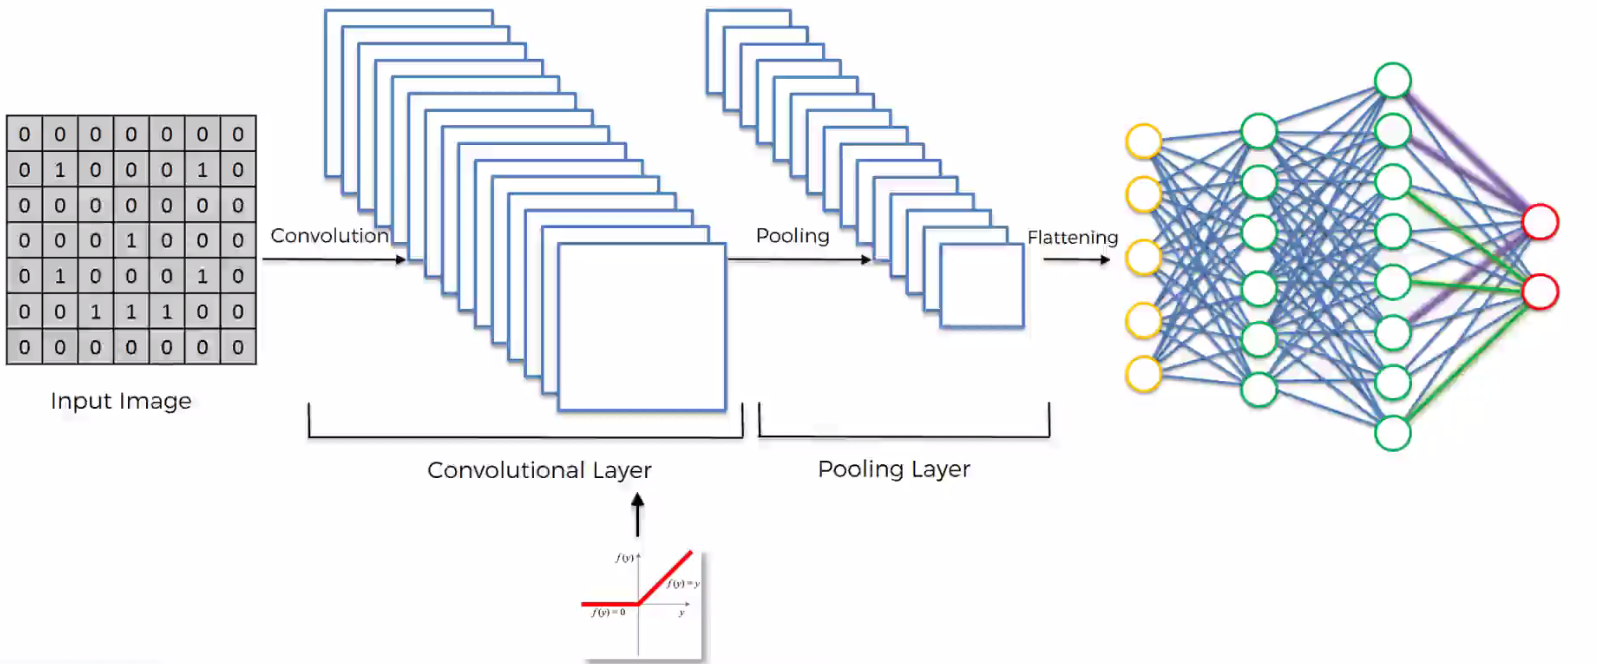 0 0 0 0 0 0 0
0 1 0 0 0 1 0
0 0 0 0 0 0 0
0 0 0 1 0 0 0
0 1 0 0 0 1 0
0 0 1 1 1 0 0
0 0 0 0 0 0 0
Input Image
Convolution
Pooling
Flattening
Convolutional Layer
Pooling Layer
f(y)
f(y) = y
f(y) = 0
y